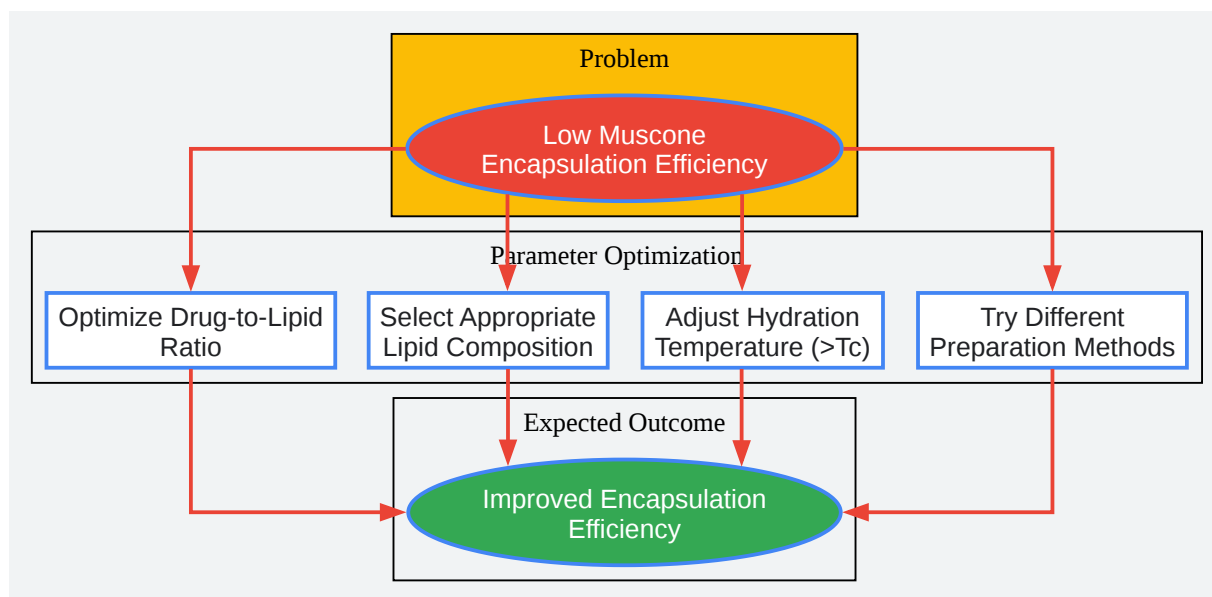 Problem
Low Muscone
Encapsulation Efficiency
Parameter Optimization
Optimize Drug-to-Lipid
Ratio
Select Appropriate
Lipid Composition
Adjust Hydration
Temperature (>Tc)
Try Different
Preparation Methods
Expected Outcome
Improved Encapsulation
Efficiency